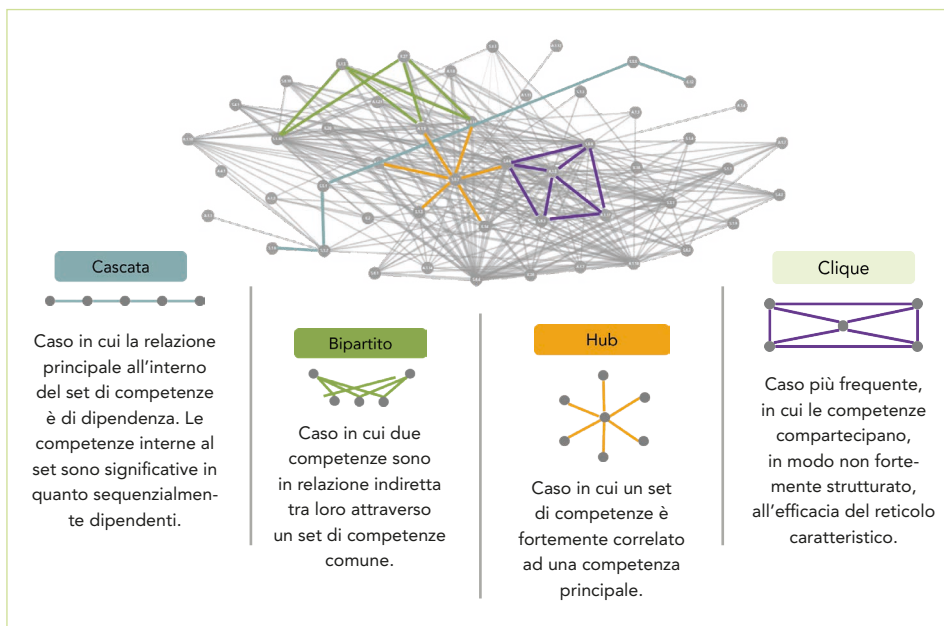 Cascata
Caso in cui la relazione
principale all’interno
del set di competenze
è di dipendenza. Le
competenze interne al
set sono significative in
quanto sequenzialmen-
te dipendenti.
Bipartito
Caso in cui due
competenze sono
in relazione indiretta
tra loro attraverso
un set di competenze
comune.
Hub
Caso in cui un set
di competenze è
fortemente correlato
ad una competenza
principale.
Clique
Caso più frequente,
in cui le competenze
compartecipano,
in modo non forte-
mente strutturato,
all’efficacia del reticolo
caratteristico.